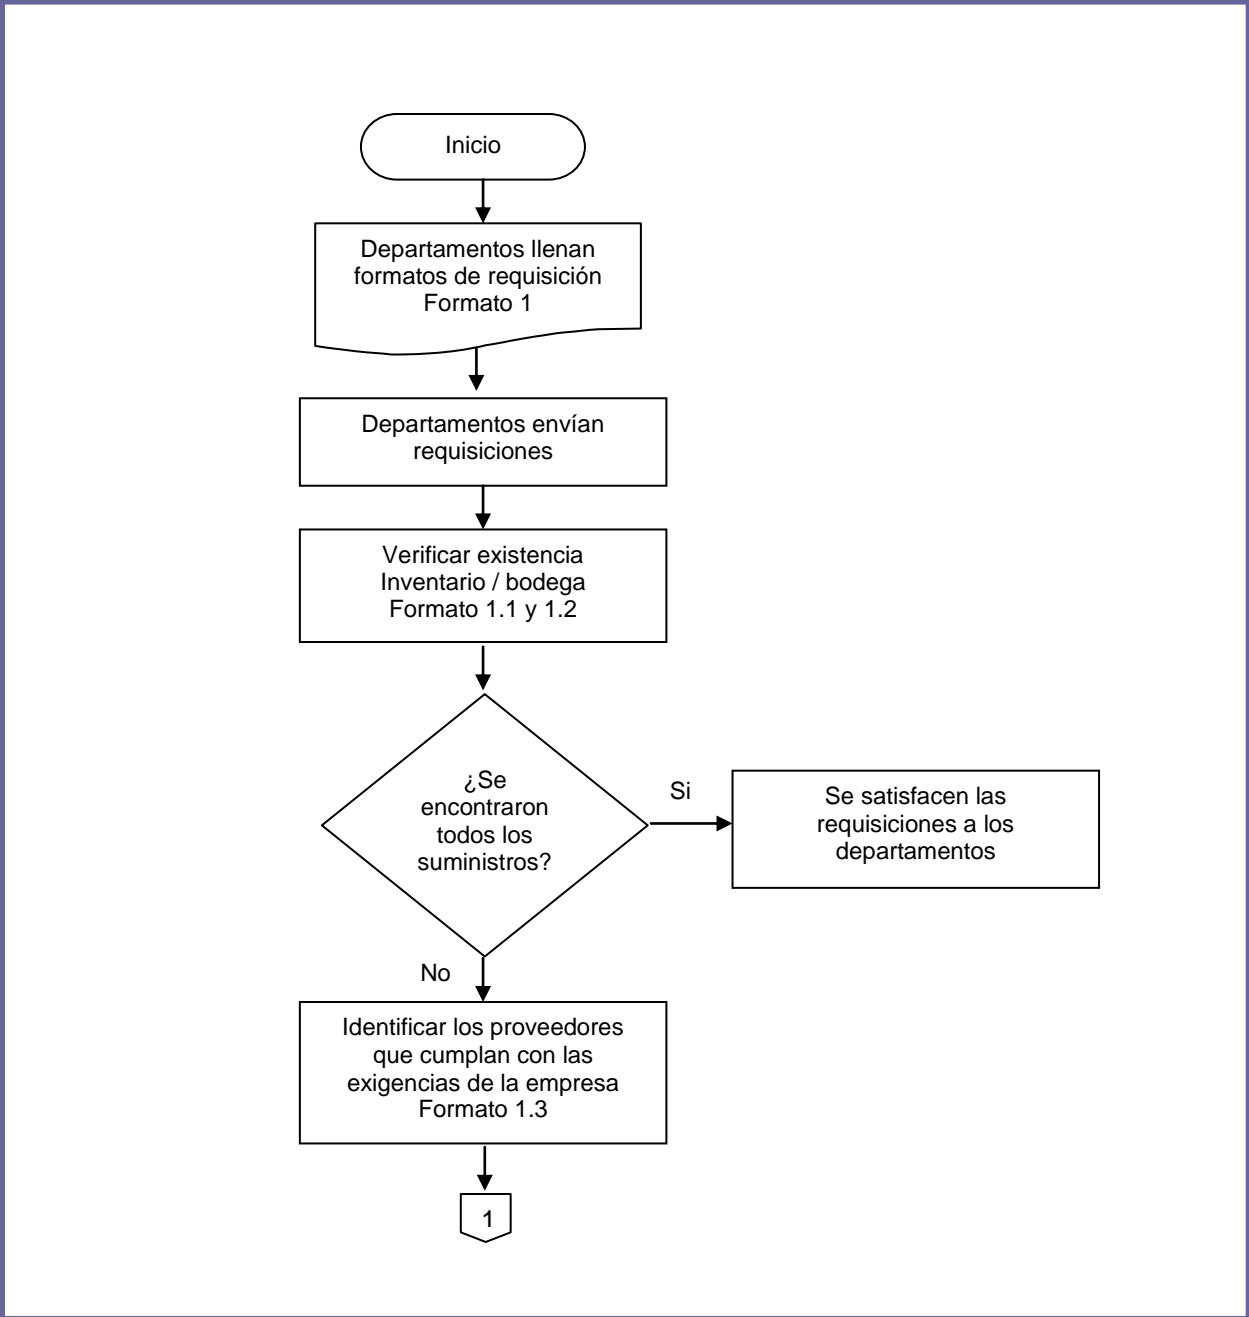 Inicio
Departamentos llenan
formatos de requisición
Formato 1
Departamentos envían
requisiciones
Verificar existencia
Inventario / bodega
Formato 1.1 y 1.2
¿Se
encontraron
todos los
suministros?
Si
Se satisfacen las
requisiciones a los
departamentos
No
Identificar los proveedores
que cumplan con las
exigencias de la empresa
Formato 1.3
1